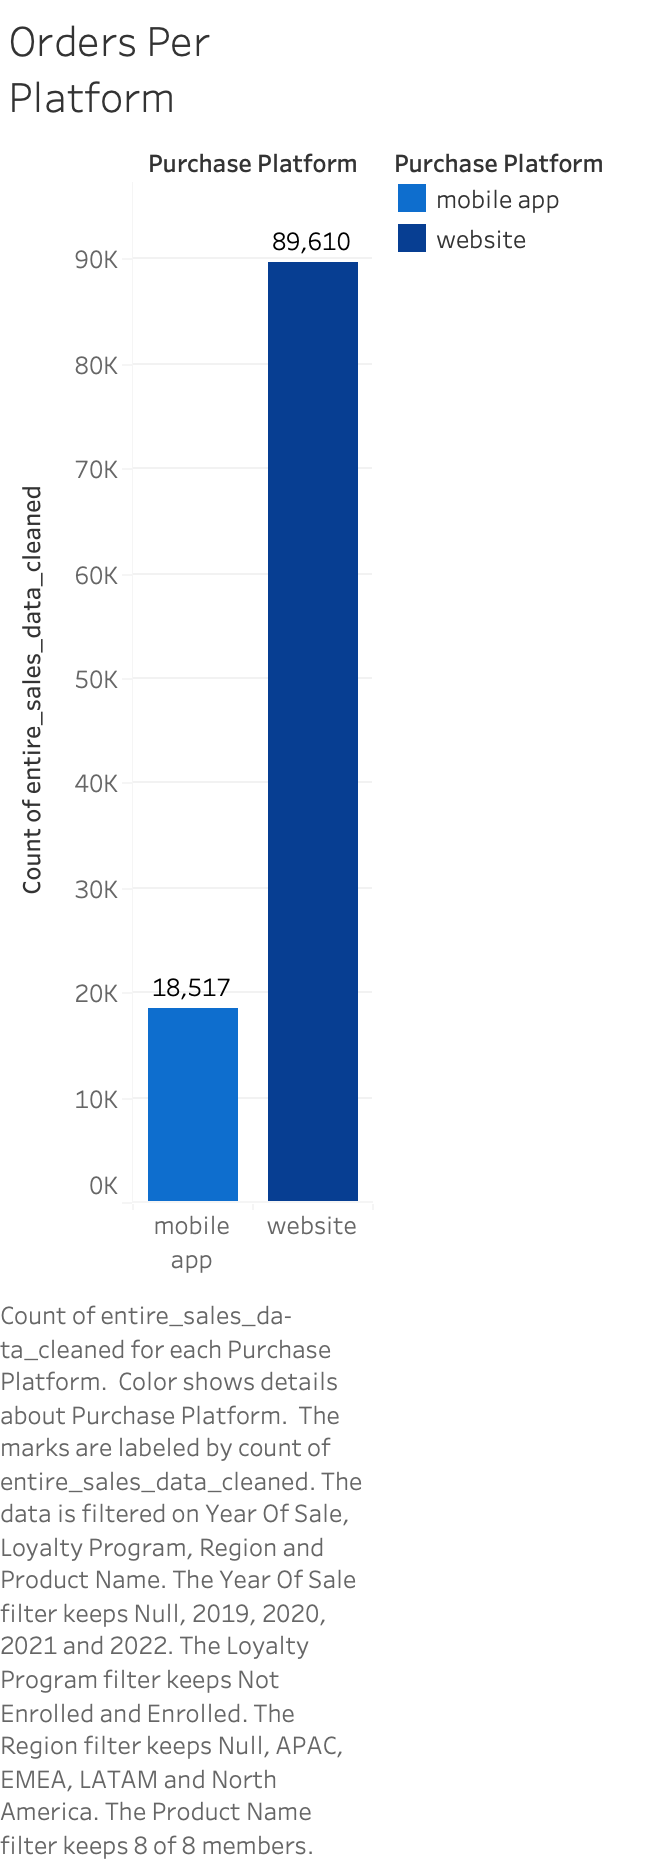 Orders Per
Platform
Purchase Platform
Purchase Platform
mobile app
website
89,610
90K
80K
70K
60K
50K
40K
30K
20K
10K
0K
Count of entire_sales_data_cleaned
18,517
mobile
app
website
Count of entire_sales_da-
ta_cleaned for each Purchase
Platform.  Color shows details
about Purchase Platform.  The
marks are labeled by count of
entire_sales_data_cleaned. The
data is filtered on Year Of Sale,
Loyalty Program, Region and
Product Name. The Year Of Sale
filter keeps Null, 2019, 2020,
2021 and 2022. The Loyalty
Program filter keeps Not
Enrolled and Enrolled. The
Region filter keeps Null, APAC,
EMEA, LATAM and North
America. The Product Name
filter keeps 8 of 8 members.